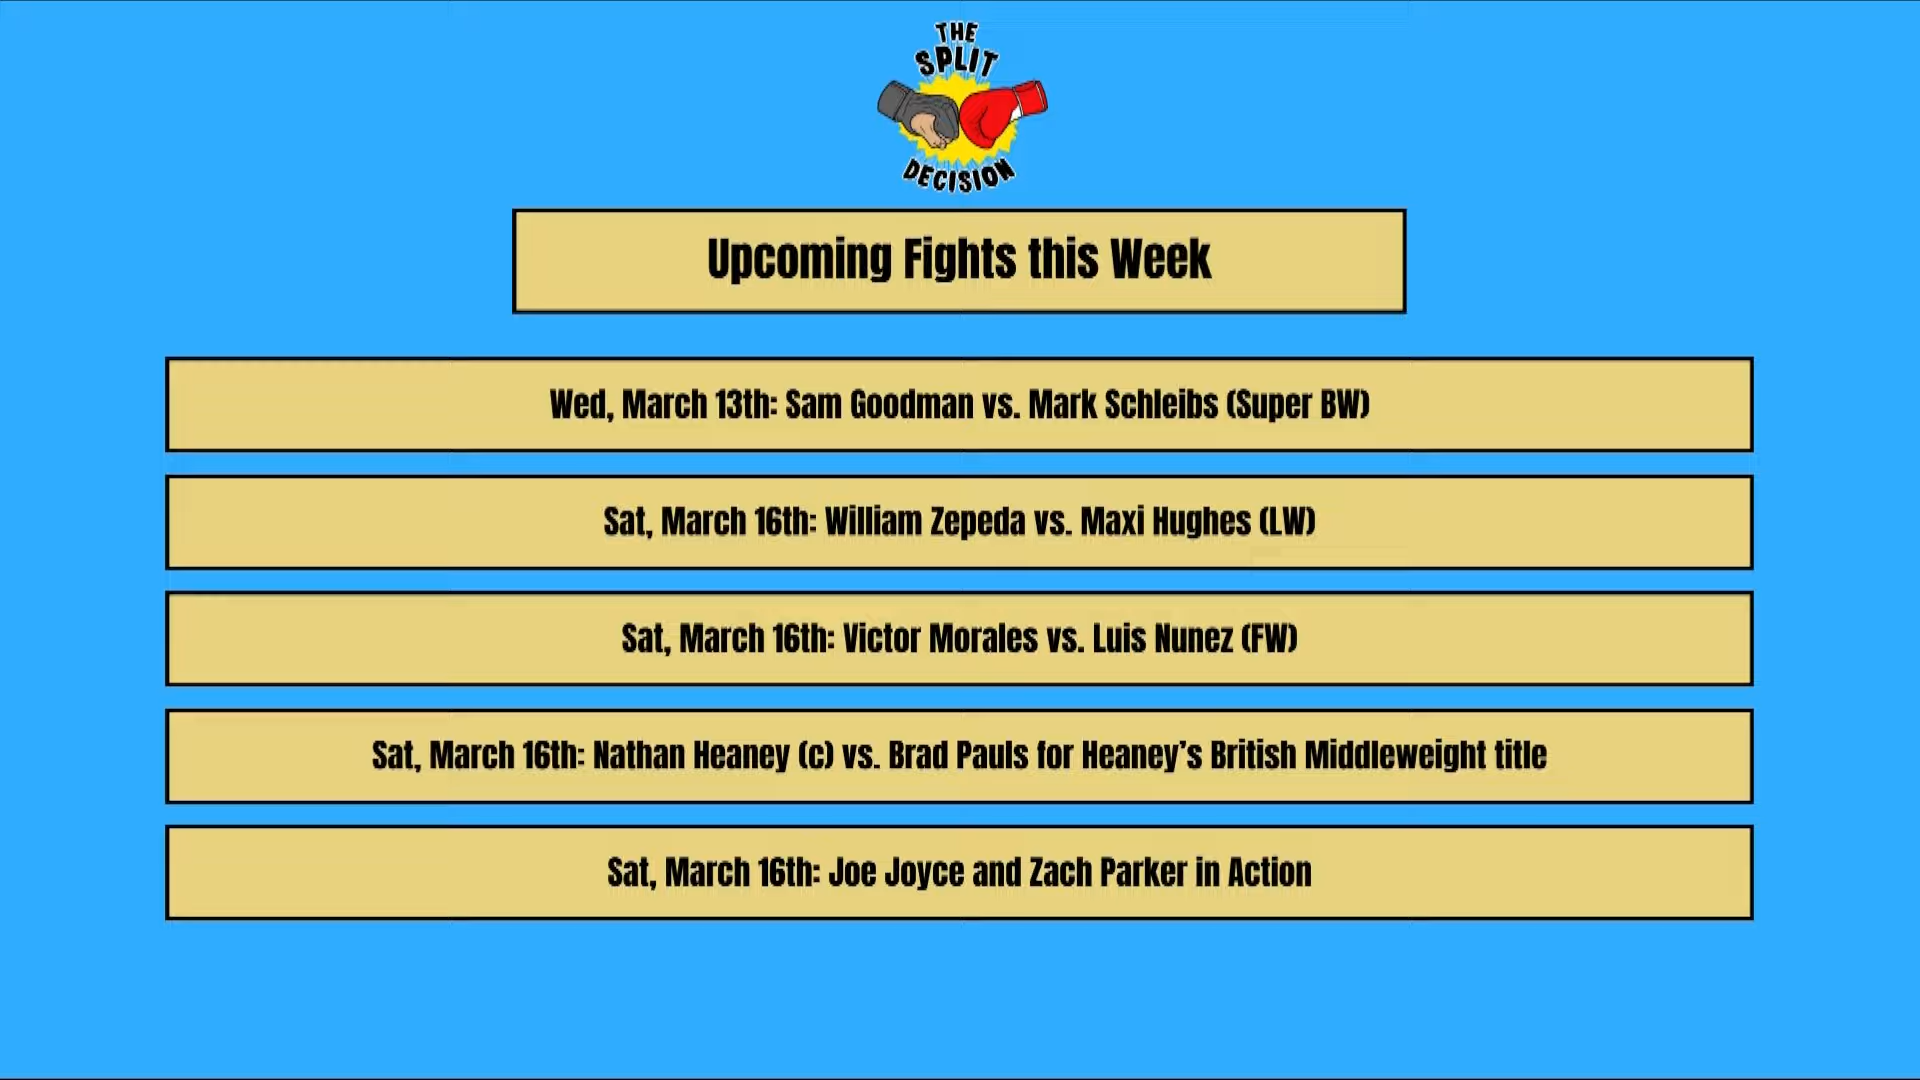 THE
SPLIT
DECISION
Upcoming Fights this Week
Wed, March 13th: Sam Goodman vs. Mark Schleibs (Super BW)
Sat, March 16th: William Zepeda vs. Maxi Hughes (LW)
Sat, March 16th: Victor Morales vs. Luis Nunez (FW)
Sat, March 16th: Nathan Heaney (c) vs. Brad Pauls for Heaney’s British Middleweight title
Sat, March 16th: Joe Joyce and Zach Parker in Action